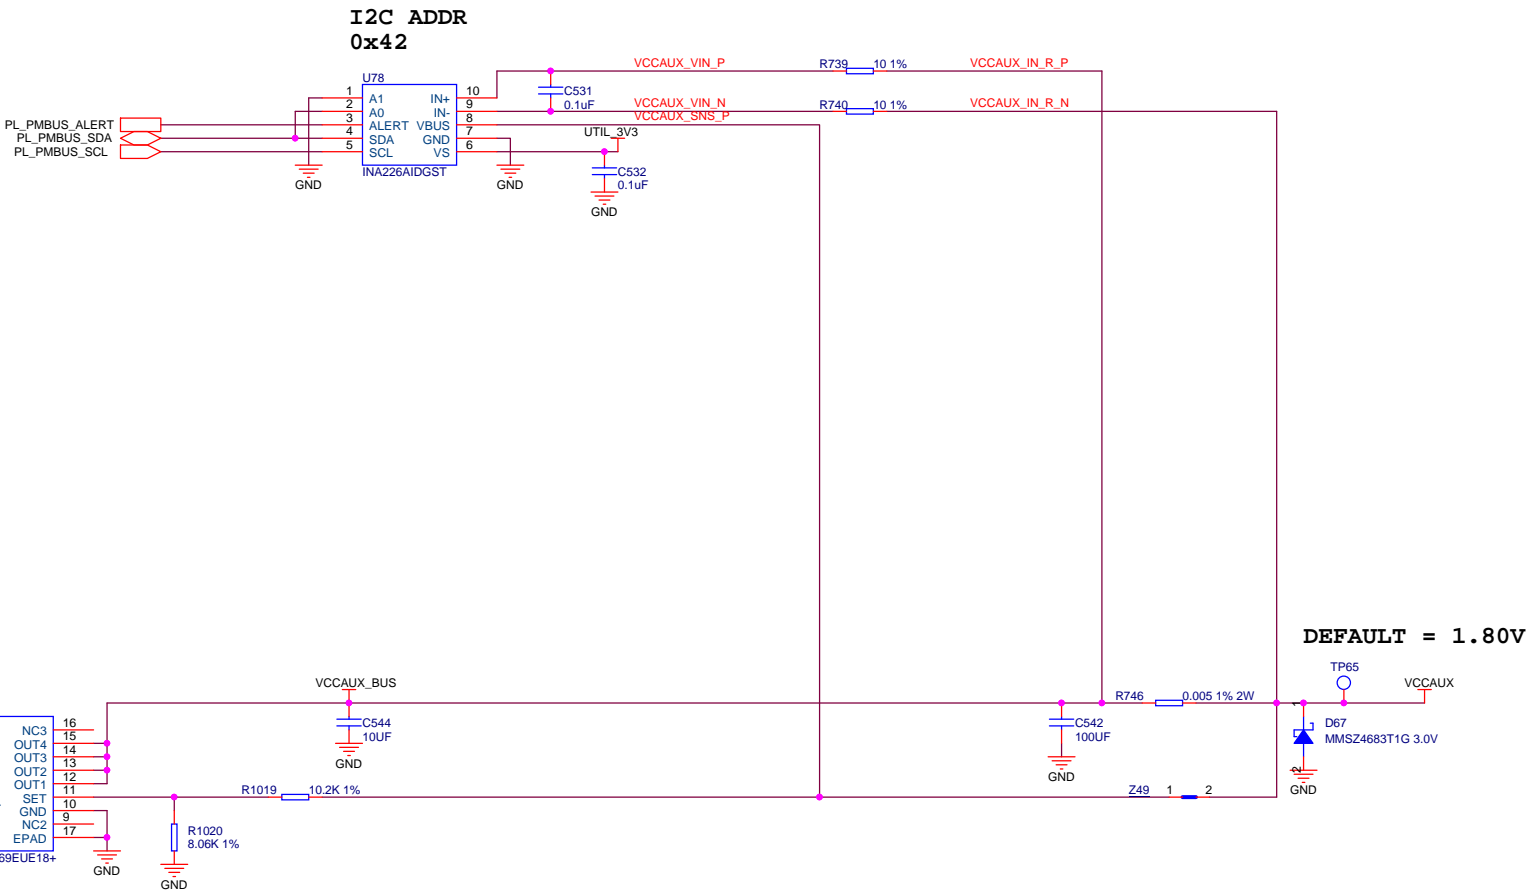 I2C ADDR
0x42
U78
1 A1 IN+ 10
2 A0 IN- 9
3 ALERT VBUS 8
4 SDA GND 7
5 SCL VS 6
INA226AIDGST
PL_PMBUS_ALERT
PL_PMBUS_SDA
PL_PMBUS_SCL
GND
GND
C531
0.1uF
VCCAUX_VIN_P
R739 10 1%
VCCAUX_IN_R_P
VCCAUX_VIN_N
R740 10 1%
VCCAUX_IN_R_N
VCCAUX_SNS_P
UTIL_3V3
C532
0.1uF
GND
DEFAULT = 1.80V
TP65
VCCAUX
VCCAUX_BUS
C544
10UF
GND
C542
100UF
GND
R746 0.005 1% 2W
1
D67
MMSZ4683T1G 3.0V
2
GND
NC3 16
OUT4 15
OUT3 14
OUT2 13
OUT1 12
SET 11
GND 10
NC2 9
EPAD 17
69EUE18+
GND
R1019 10.2K 1%
R1020
8.06K 1%
GND
Z49 1 2